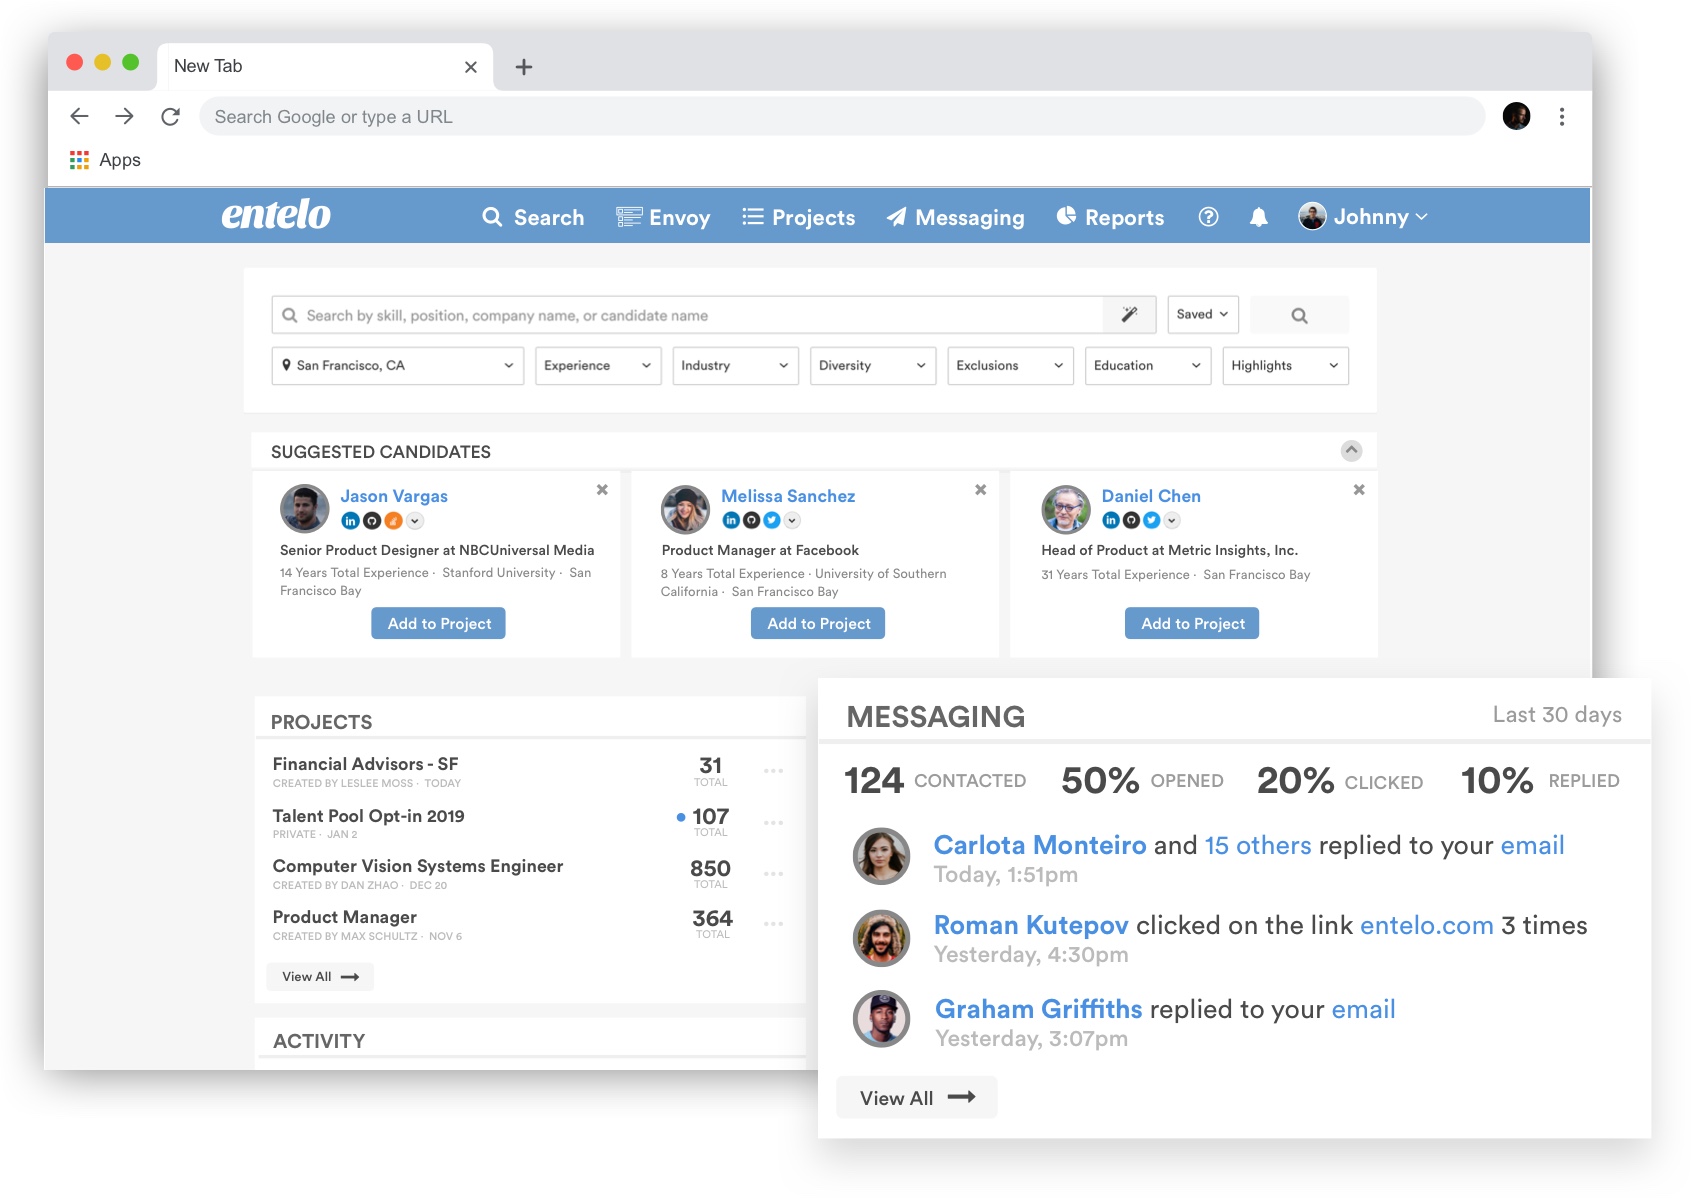 New Tab
Search Google or type a URL
Apps
entelo Search Envoy Projects Messaging Reports Johnny
Search by skill, position, company name, or candidate name Saved
San Francisco, CA Experience Industry Diversity Exclusions Education Highlights
SUGGESTED CANDIDATES
Jason Vargas
Senior Product Designer at NBCUniversal Media
14 Years Total Experience · Stanford University · San
Francisco Bay
Add to Project
Melissa Sanchez
Product Manager at Facebook
8 Years Total Experience · University of Southern
California · San Francisco Bay
Add to Project
Daniel Chen
Head of Product at Metric Insights, Inc.
31 Years Total Experience · San Francisco Bay
Add to Project
PROJECTS
Financial Advisors - SF 31
CREATED BY LESLEE MOSS · TODAY TOTAL
Talent Pool Opt-in 2019 107
PRIVATE · JAN 2 TOTAL
Computer Vision Systems Engineer 850
CREATED BY DAN ZHAO · DEC 20 TOTAL
Product Manager 364
CREATED BY MAX SCHULTZ · NOV 6 TOTAL
View All
ACTIVITY
MESSAGING Last 30 days
124 CONTACTED 50% OPENED 20% CLICKED 10% REPLIED
Carlota Monteiro and 15 others replied to your email
Today, 1:51pm
Roman Kutepov clicked on the link entelo.com 3 times
Yesterday, 4:30pm
Graham Griffiths replied to your email
Yesterday, 3:07pm
View All